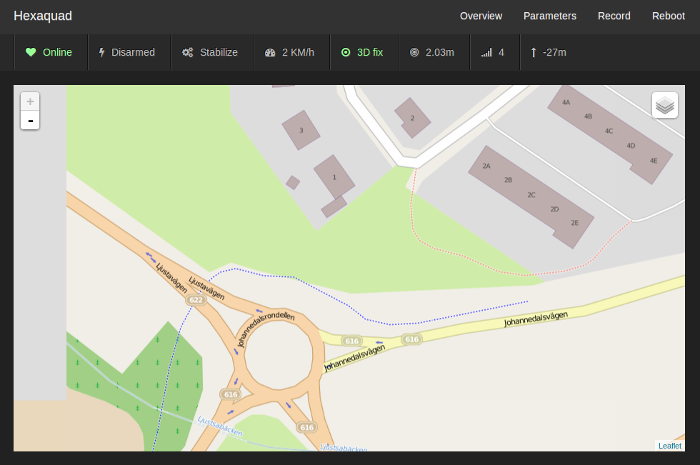 Hexaquad
Overview Parameters Record Reboot
Online Disarmed Stabilize 2 KM/h 3D fix 2.03m 4 -27m
+
-
4A
4B
4C
4D
4E
2
3
1
2A
2B
2C
2D
2E
Ljustavägen
Ljustavägen
622
Johannedalsrondellen
Johannedalsvägen
616
616
Johannedalsvägen
616
616
Ljustabäcken
Ljustabäcken
Leaflet